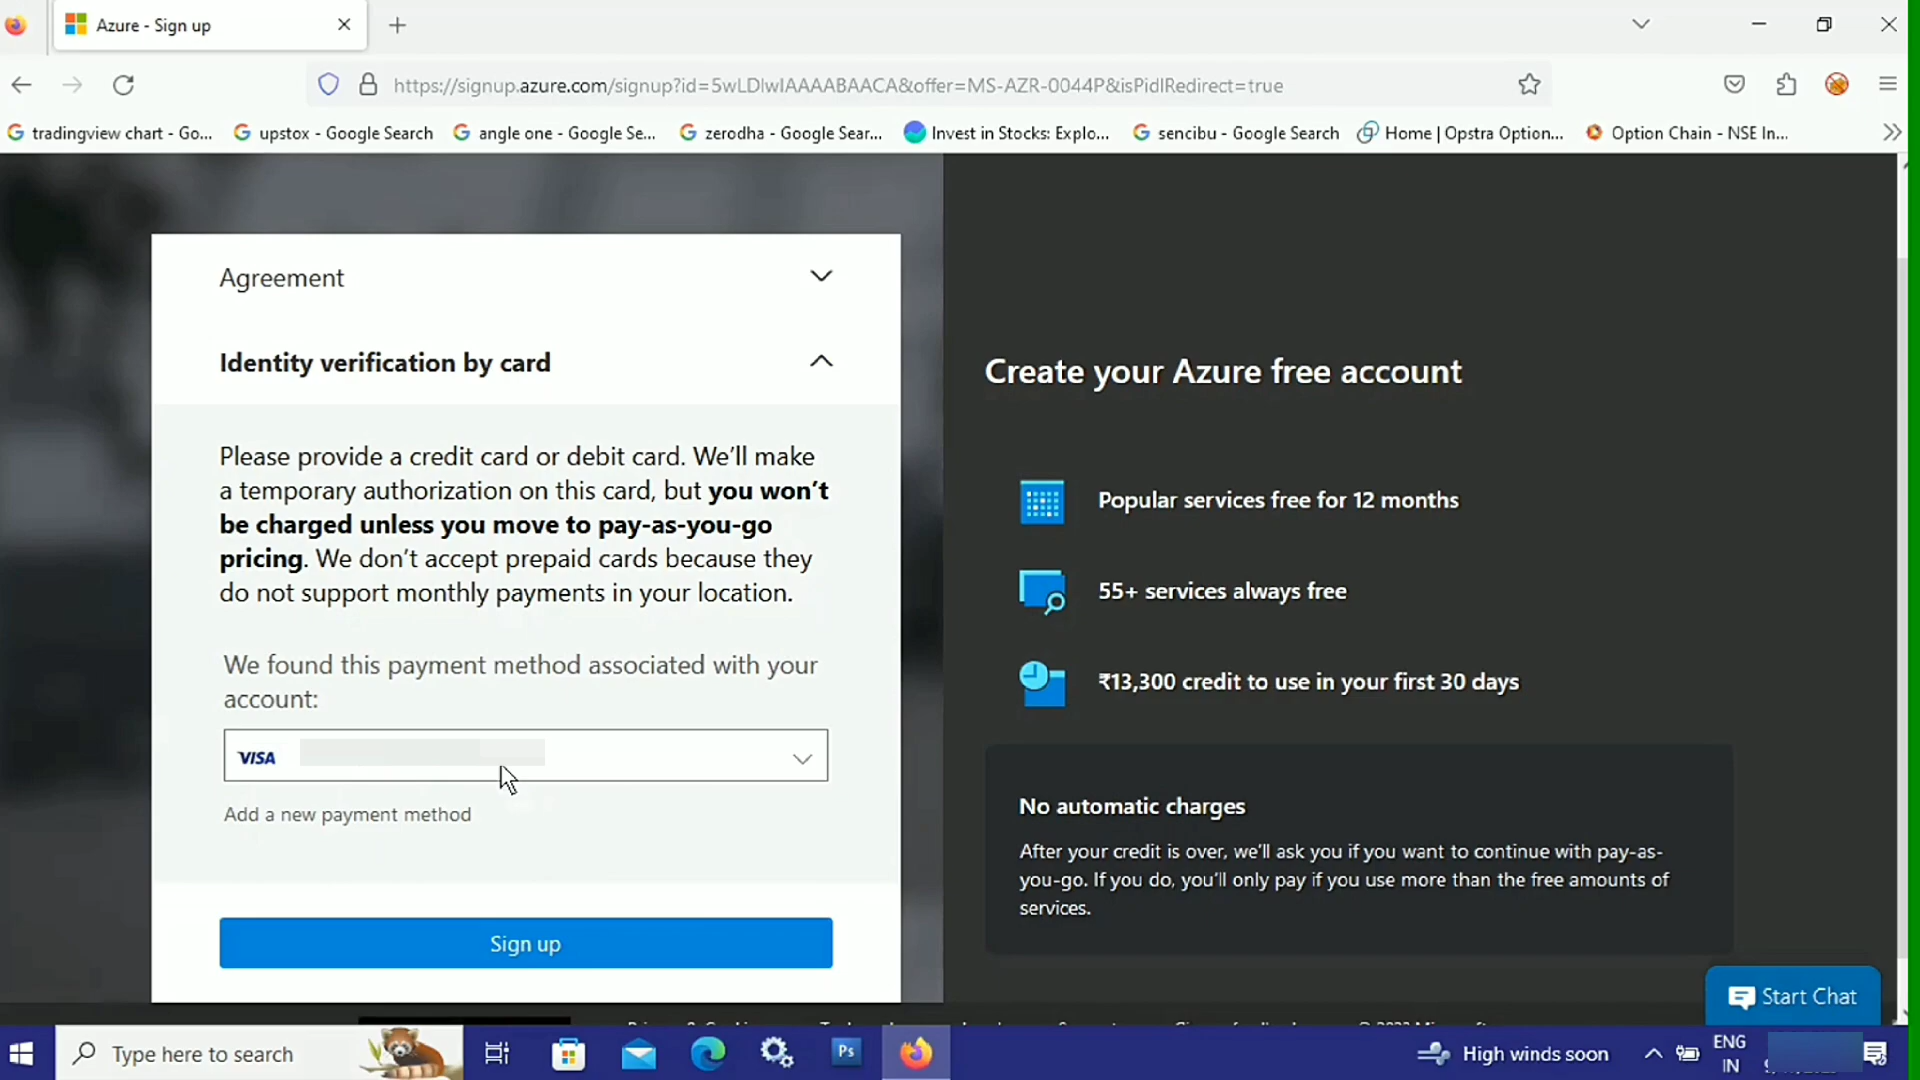 Azure - Sign up
https://signup.azure.com/signup?id=5wLDIwIAAAABAACA&offer=MS-AZR-0044P&isPidlRedirect=true
tradingview chart - Go...
upstox - Google Search
angle one - Google Se...
zerodha - Google Sear...
Invest in Stocks: Explo...
sencibu - Google Search
Home | Opstra Option...
Option Chain - NSE In...
Agreement
Identity verification by card
Please provide a credit card or debit card. We'll make
a temporary authorization on this card, but you won't
be charged unless you move to pay-as-you-go
pricing. We don't accept prepaid cards because they
do not support monthly payments in your location.
We found this payment method associated with your
account:
VISA
Add a new payment method
Sign up
Create your Azure free account
Popular services free for 12 months
55+ services always free
₹13,300 credit to use in your first 30 days
No automatic charges
After your credit is over, we'll ask you if you want to continue with pay-as-
you-go. If you do, you'll only pay if you use more than the free amounts of
services.
Start Chat
Type here to search
Ps
High winds soon
ENG
IN